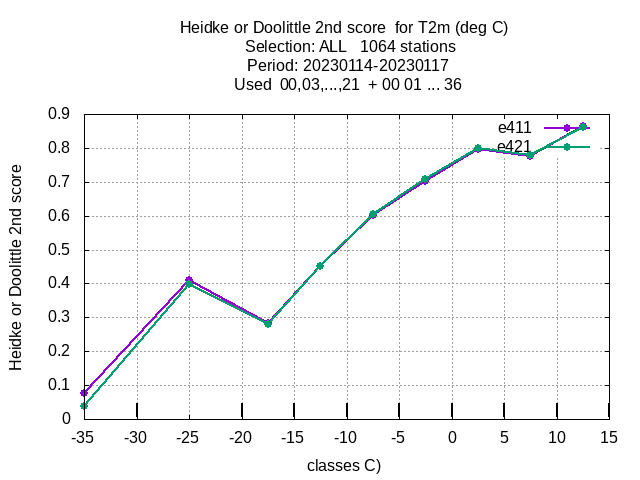 Heidke or Doolittle 2nd score  for T2m (deg C)
Selection: ALL   1064 stations
Period: 20230114-20230117
Used  00,03,...,21  + 00 01 ... 36
e411
e421
Heidke or Doolittle 2nd score
0.9
0.8
0.7
0.6
0.5
0.4
0.3
0.2
0.1
0
-35 -30 -25 -20 -15 -10 -5 0 5 10 15
classes C)